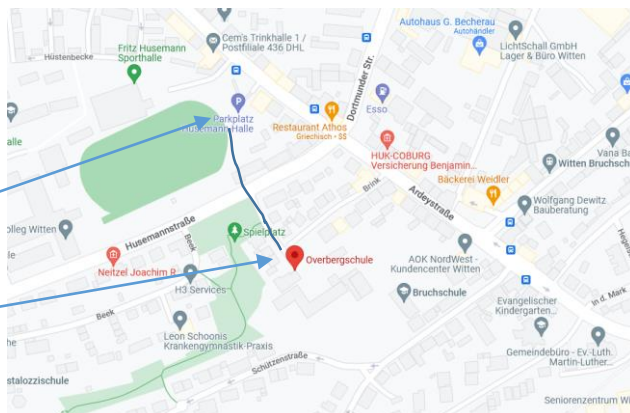 Autohaus G. Becherau
Autohändler
Cem's Trinkhalle 1 /
Postfiliale 436 DHL
LichtSchall GmbH
Lager & Büro Witten
Fritz Husemann
Sporthalle
Hüstenbecke
Dortmunder Str.
Esso
Parkplatz
Husemann-Halle
Restaurant Athos
Griechisch - $$
alle
HUK-COBURG
Versicherung Benjamin...
Vana Ba
Witten Bruchsch
Bäckerei Weidler
Brink
Ardeystraße
Wolfgang Dewitz
Bauberatung
olleg Witten
Husemannstraße
Spielplatz
Beek
Overbergschule
AOK NordWest -
Kundencenter Witten
Neitzel Joachim R
H3 Services
Bruchschule
In d. Mark
Evangelischer
Kindergarten...
Beek
Leon Schoonis
Krankengymnastik Praxis
he
Schützenstraße
Gemeindebüro - Ev.-Luth.
Martin-Luther...
stalozzischule
Seniorenzentrum Wi